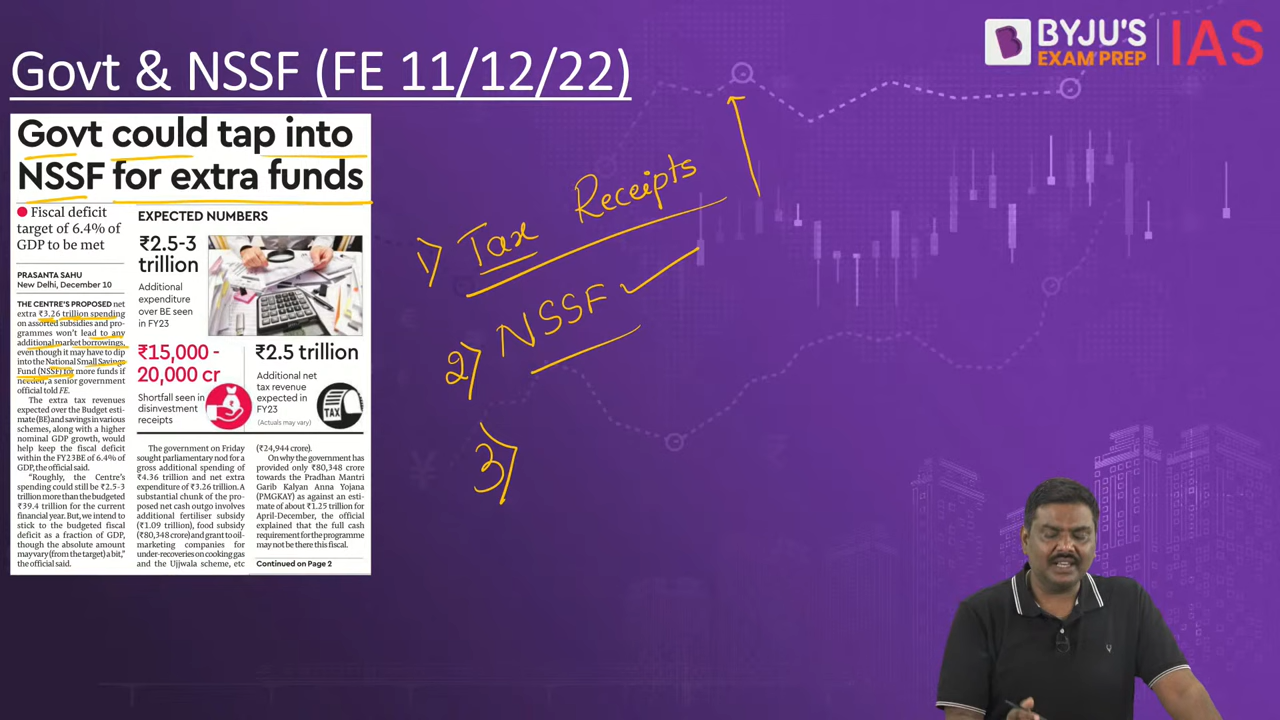 Govt & NSSF (FE 11/12/22)
BYJU'S
EXAM PREP
IAS
Govt could tap into
NSSF for extra funds
Fiscal deficit
target of 6.4% of
GDP to be met
PRASANTA SAHU
New Delhi, December 10
THE CENTRE'S PROPOSED net
extra ₹3.26 trillion spending
on assorted subsidies and pro-
grammes won't lead to any
additional market borrowings,
even though it may have to dip
into the National Small Savings
Fund (NSSF) for more funds if
needed, a senior government
official told FE.
The extra tax revenues
expected over the Budget esti-
mate (BE) and savings in various
schemes, along with a higher
nominal GDP growth, would
help keep the fiscal deficit
within the FY23BE of 6.4% of
GDP, the official said.
"Roughly, the Centre's
spending could still be ₹2.5-3
trillion more than the budgeted
₹39.4 trillion for the current
financial year. But, we intend to
stick to the budgeted fiscal
deficit as a fraction of GDP,
though the absolute amount
may vary (from the target) a bit,"
the official said.
EXPECTED NUMBERS
₹2.5-3
trillion
Additional
expenditure
over BE seen
in FY23
₹15,000 -
20,000 cr
Shortfall seen in
disinvestment
receipts
₹2.5 trillion
Additional net
tax revenue
expected in
FY23
(Actuals may vary)
TAX
The government on Friday
sought parliamentary nod for a
gross additional spending of
₹4.36 trillion and net extra
expenditure of ₹3.26 trillion. A
substantial chunk of the pro-
posed net cash outgo involves
additional fertiliser subsidy
(₹1.09 trillion), food subsidy
(₹80,348 crore) and grant to oil-
marketing companies for
under-recoveries on cooking gas
and the Ujjwala scheme, etc
(₹24,944 crore).
On why the government has
provided only ₹80,348 crore
towards the Pradhan Mantri
Garib Kalyan Anna Yojana
(PMGKAY) as against an esti-
mate of about ₹1.25 trillion for
April-December, the official
explained that the full cash
requirement for the programme
may not be there this fiscal.
Continued on Page 2
1) Tax Receipts
2) NSSF
3)